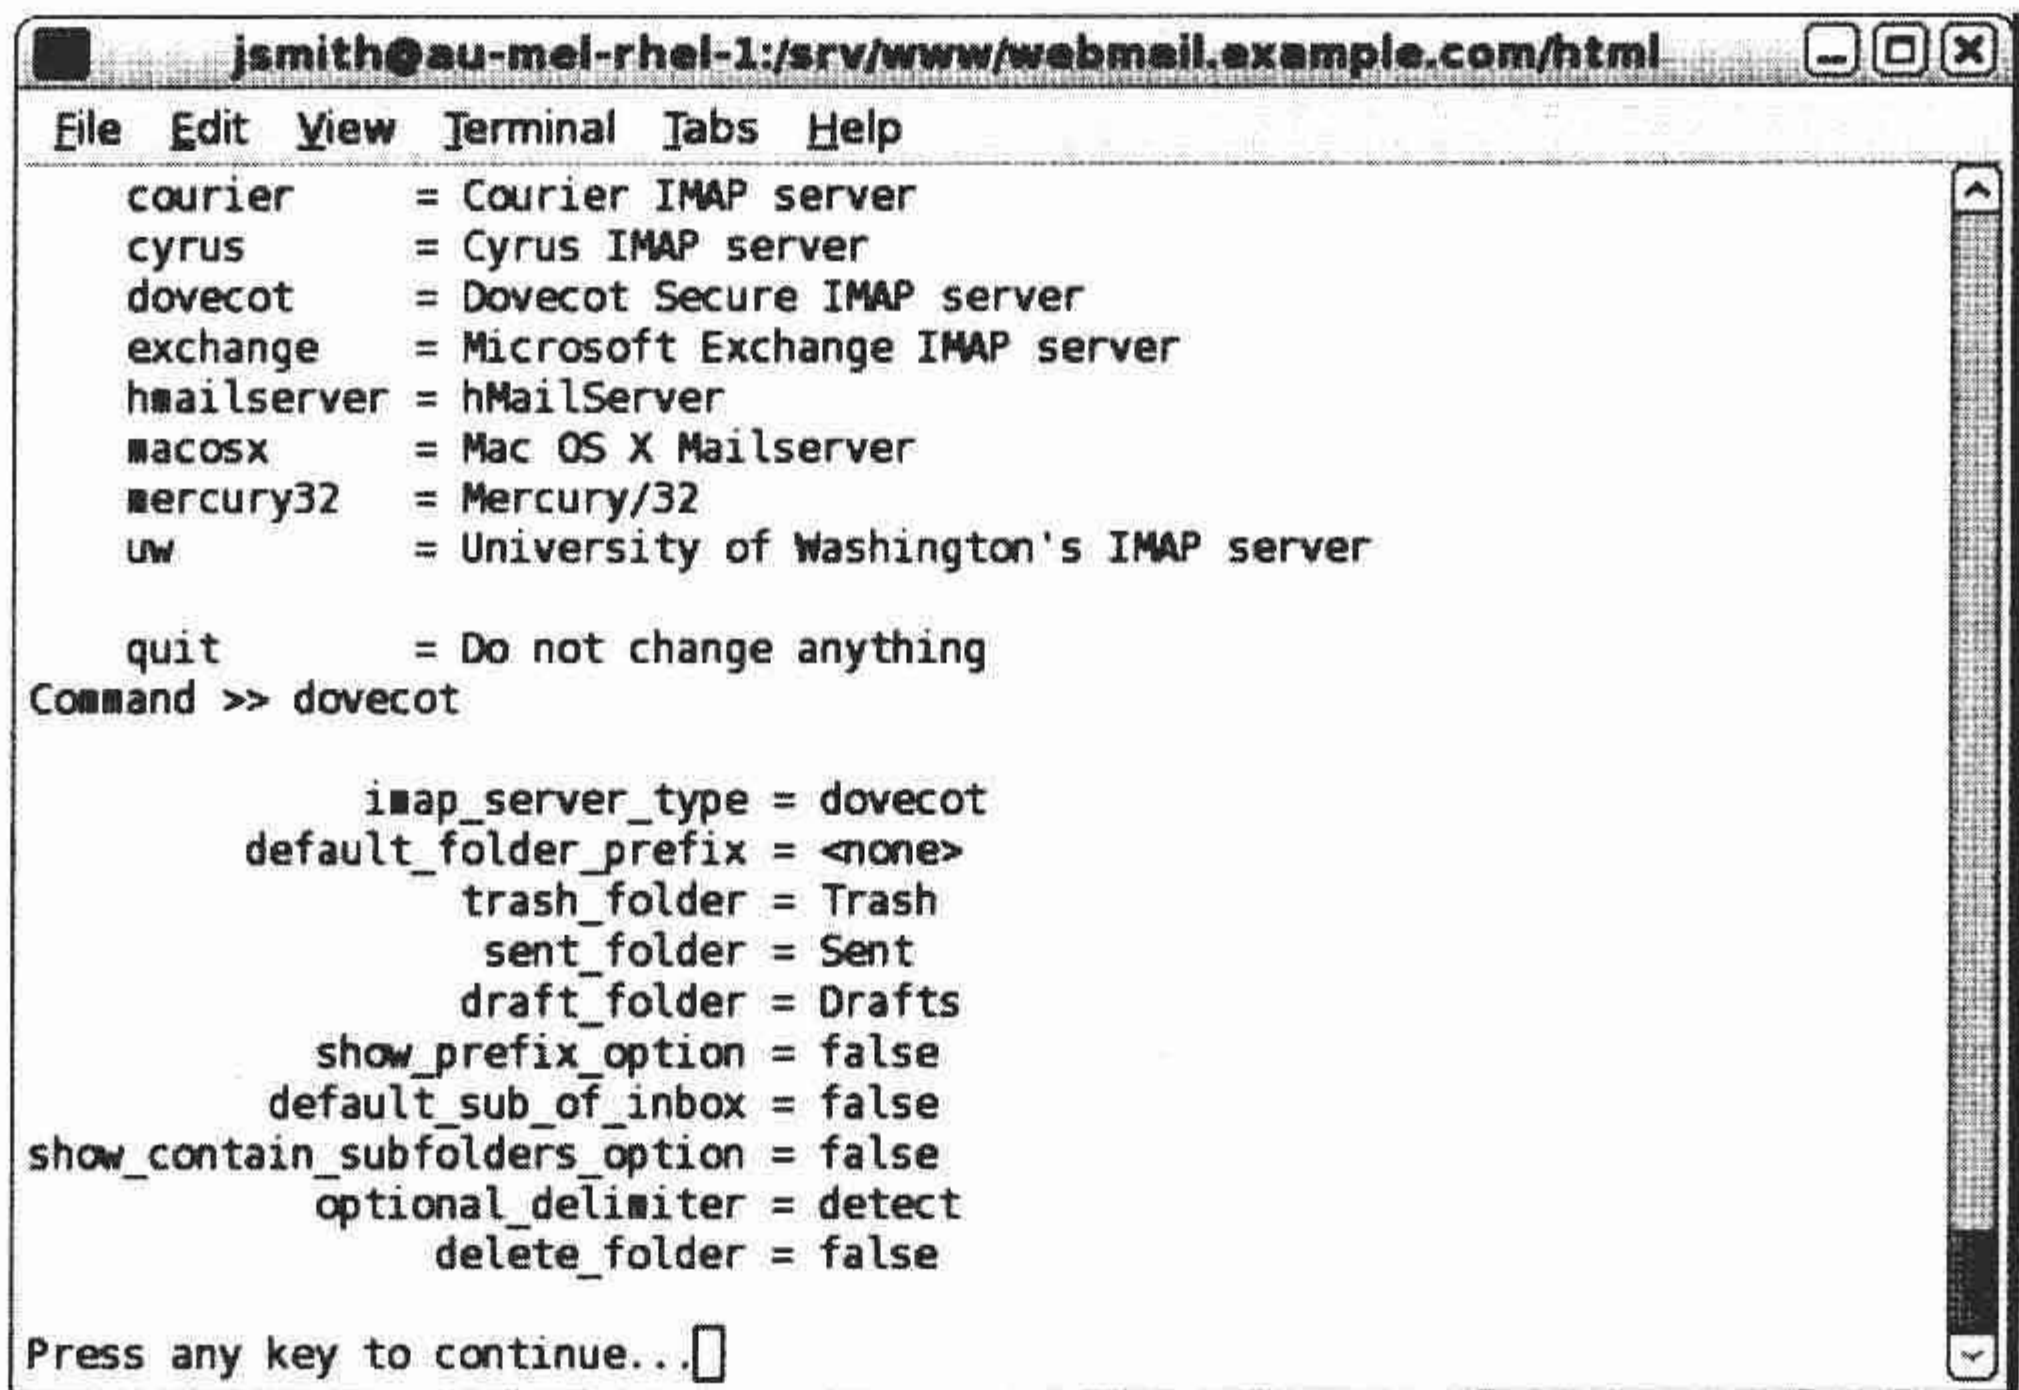 jsmith@au-mel-rhel-1:/srv/www/webmail.example.com/html
File Edit View Terminal Tabs Help
    courier     = Courier IMAP server
    cyrus       = Cyrus IMAP server
    dovecot     = Dovecot Secure IMAP server
    exchange    = Microsoft Exchange IMAP server
    hmailserver = hMailServer
    macosx      = Mac OS X Mailserver
    mercury32   = Mercury/32
    uw          = University of Washington's IMAP server

    quit        = Do not change anything
Command >> dovecot

              imap_server_type = dovecot
         default_folder_prefix = <none>
                  trash_folder = Trash
                   sent_folder = Sent
                  draft_folder = Drafts
            show_prefix_option = false
          default_sub_of_inbox = false
show_contain_subfolders_option = false
            optional_delimiter = detect
                 delete_folder = false

Press any key to continue...